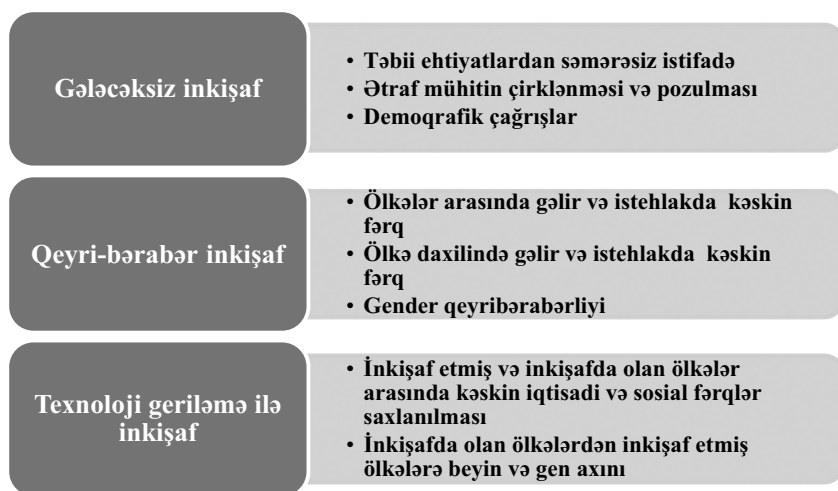 Gələcəksiz inkişaf
• Təbii ehtiyatlardan səmərəsiz istifadə
• Ətraf mühitin çirklənməsi və pozulması
• Demoqrafik çağrışlar
Qeyri-bərabər inkişaf
• Ölkələr arasında gəlir və istehlakda kəskin
fərq
• Ölkə daxilində gəlir və istehlakda kəskin
fərq
• Gender qeyribərabərliyi
Texnoloji geriləmə ilə
inkişaf
• İnkişaf etmiş və inkişafda olan ölkələr
arasında kəskin iqtisadi və sosial fərqlər
saxlanılması
• İnkişafda olan ölkələrdən inkişaf etmiş
ölkələrə beyin və gen axını